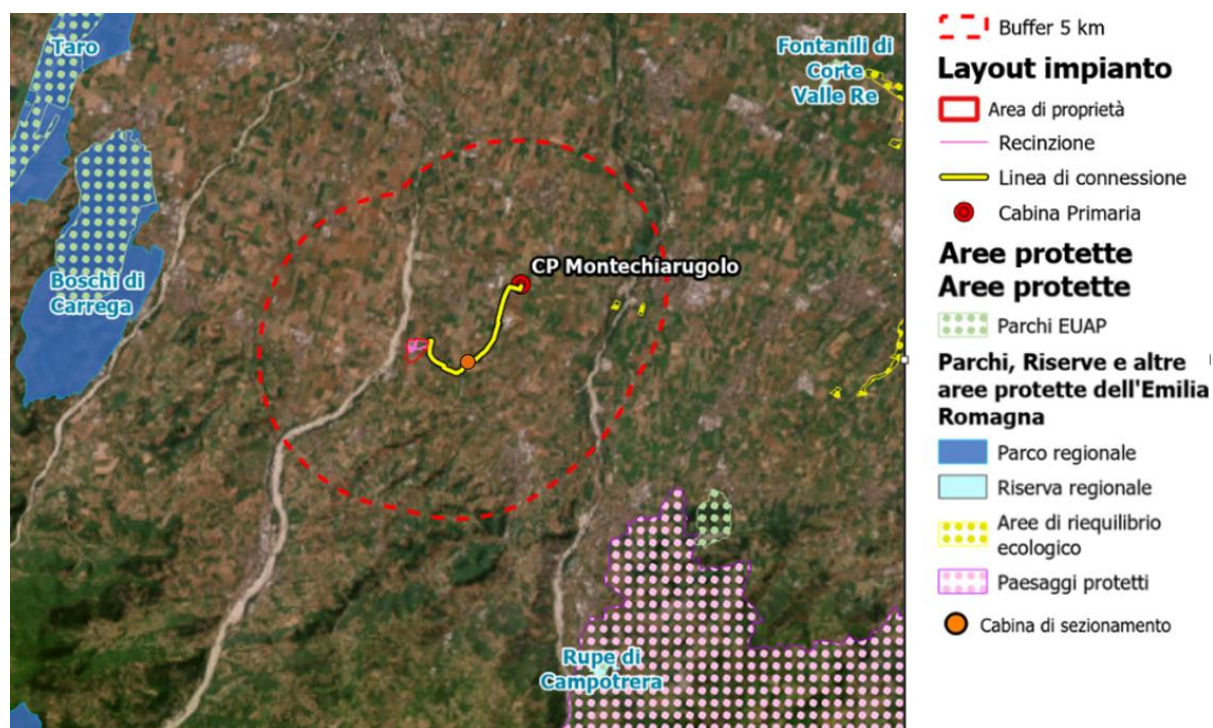 Taro
Fontanili di
Corte
Valle Re
CP Montechiarugolo
Boschi di
Carrega
Rupe di
Campotrera
Buffer 5 km
Layout impianto
Area di proprietà
Recinzione
Linea di connessione
Cabina Primaria
Aree protette
Aree protette
Parchi EUAP
Parchi, Riserve e altre
aree protette dell'Emilia
Romagna
Parco regionale
Riserva regionale
Aree di riequilibrio
ecologico
Paesaggi protetti
Cabina di sezionamento